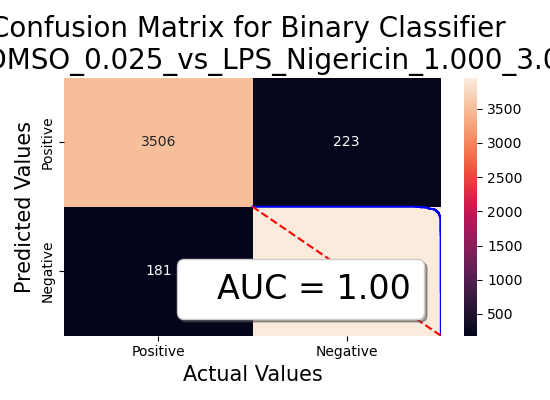 Confusion Matrix for Binary Classifier
DMSO_0.025_vs_LPS_Nigericin_1.000_3.0
Predicted Values
Positive
Negative
3506
223
181
AUC = 1.00
Positive
Negative
Actual Values
3500
3000
2500
2000
1500
1000
500